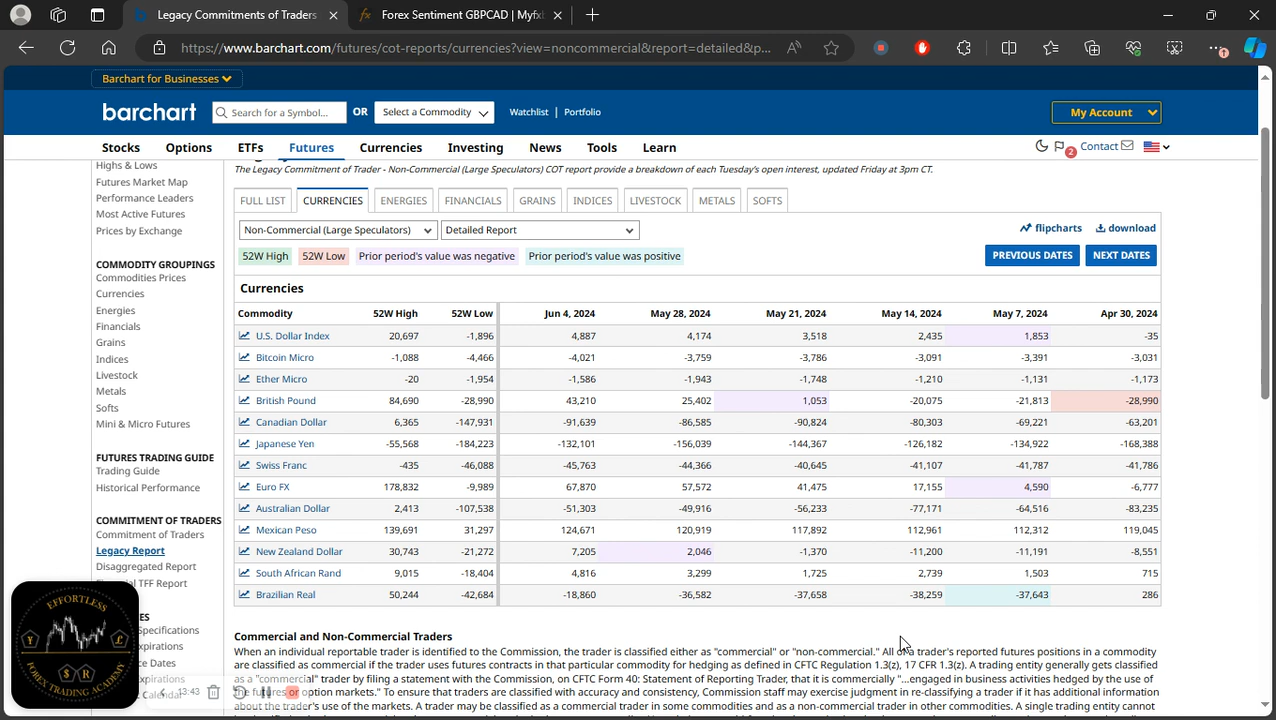 Legacy Commitments of Traders
Forex Sentiment GBPCAD | Myfxb
https://www.barchart.com/futures/cot-reports/currencies?view=noncommercial&report=detailed&p...
Barchart for Businesses
barchart
Search for a Symbol...
OR
Select a Commodity
Watchlist | Portfolio
My Account
Stocks Options ETFs Futures Currencies Investing News Tools Learn
2
Contact
Highs & Lows
Futures Market Map
Performance Leaders
Most Active Futures
Prices by Exchange
COMMODITY GROUPINGS
Commodities Prices
Currencies
Energies
Financials
Grains
Indices
Livestock
Metals
Softs
Mini & Micro Futures
FUTURES TRADING GUIDE
Trading Guide
Historical Performance
COMMITMENT OF TRADERS
Commitment of Traders
Legacy Report
Disaggregated Report
TFF Report
ES
Specifications
xpirations
ce Dates
xpirations
Calenda
EFFORTLESS
FOREX TRADING ACADEMY
¥ £ $ R
13:43
The Legacy Commitment of Trader - Non-Commercial (Large Speculators) COT report provide a breakdown of each Tuesday's open interest, updated Friday at 3pm CT.
FULL LIST CURRENCIES ENERGIES FINANCIALS GRAINS INDICES LIVESTOCK METALS SOFTS
Non-Commercial (Large Speculators) Detailed Report
flipcharts download
52W High 52W Low Prior period's value was negative Prior period's value was positive
PREVIOUS DATES NEXT DATES
Currencies
Commodity 52W High 52W Low Jun 4, 2024 May 28, 2024 May 21, 2024 May 14, 2024 May 7, 2024 Apr 30, 2024
U.S. Dollar Index 20,697 -1,896 4,887 4,174 3,518 2,435 1,853 -35
Bitcoin Micro -1,088 -4,466 -4,021 -3,759 -3,786 -3,091 -3,391 -3,031
Ether Micro -20 -1,954 -1,586 -1,943 -1,748 -1,210 -1,131 -1,173
British Pound 84,690 -28,990 43,210 25,402 1,053 -20,075 -21,813 -28,990
Canadian Dollar 6,365 -147,931 -91,639 -86,585 -90,824 -80,303 -69,221 -63,201
Japanese Yen -55,568 -184,223 -132,101 -156,039 -144,367 -126,182 -134,922 -168,388
Swiss Franc -435 -46,088 -45,763 -44,366 -40,645 -41,107 -41,787 -41,786
Euro FX 178,832 -9,989 67,870 57,572 41,475 17,155 4,590 -6,777
Australian Dollar 2,413 -107,538 -51,303 -49,916 -56,233 -77,171 -64,516 -83,235
Mexican Peso 139,691 31,297 124,671 120,919 117,892 112,961 112,312 119,045
New Zealand Dollar 30,743 -21,272 7,205 2,046 -1,370 -11,200 -11,191 -8,551
South African Rand 9,015 -18,404 4,816 3,299 1,725 2,739 1,503 715
Brazilian Real 50,244 -42,684 -18,860 -36,582 -37,658 -38,259 -37,643 286
Commercial and Non-Commercial Traders
When an individual reportable trader is identified to the Commission, the trader is classified either as "commercial" or "non-commercial." All of a trader's reported futures positions in a commodity
are classified as commercial if the trader uses futures contracts in that particular commodity for hedging as defined in CFTC Regulation 1.3(z), 17 CFR 1.3(z). A trading entity generally gets classified
as a "commercial" trader by filing a statement with the Commission, on CFTC Form 40: Statement of Reporting Trader, that it is commercially "...engaged in business activities hedged by the use of
the futures or option markets." To ensure that traders are classified with accuracy and consistency, Commission staff may exercise judgment in re-classifying a trader if it has additional information
about the trader's use of the markets. A trader may be classified as a commercial trader in some commodities and as a non-commercial trader in other commodities. A single trading entity cannot